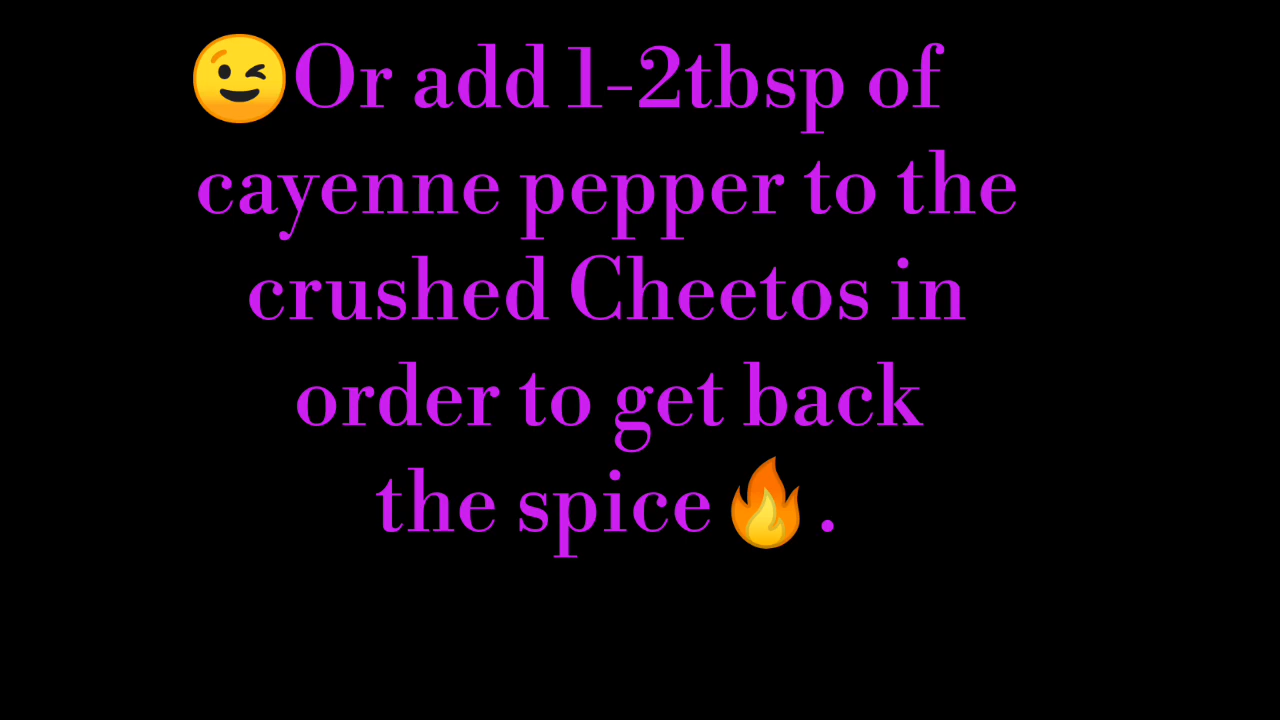 😉Or add 1-2tbsp of
cayenne pepper to the
crushed Cheetos in
order to get back
the spice🔥.